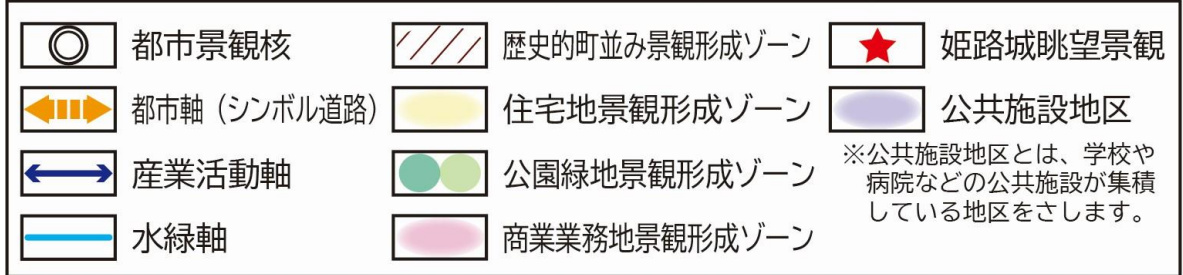 都市景観核
都市軸（シンボル道路）
産業活動軸
水緑軸
歴史的町並み景観形成ゾーン
住宅地景観形成ゾーン
公園緑地景観形成ゾーン
商業業務地景観形成ゾーン
姫路城眺望景観
公共施設地区
※公共施設地区とは、学校や
病院などの公共施設が集積
している地区をさします。